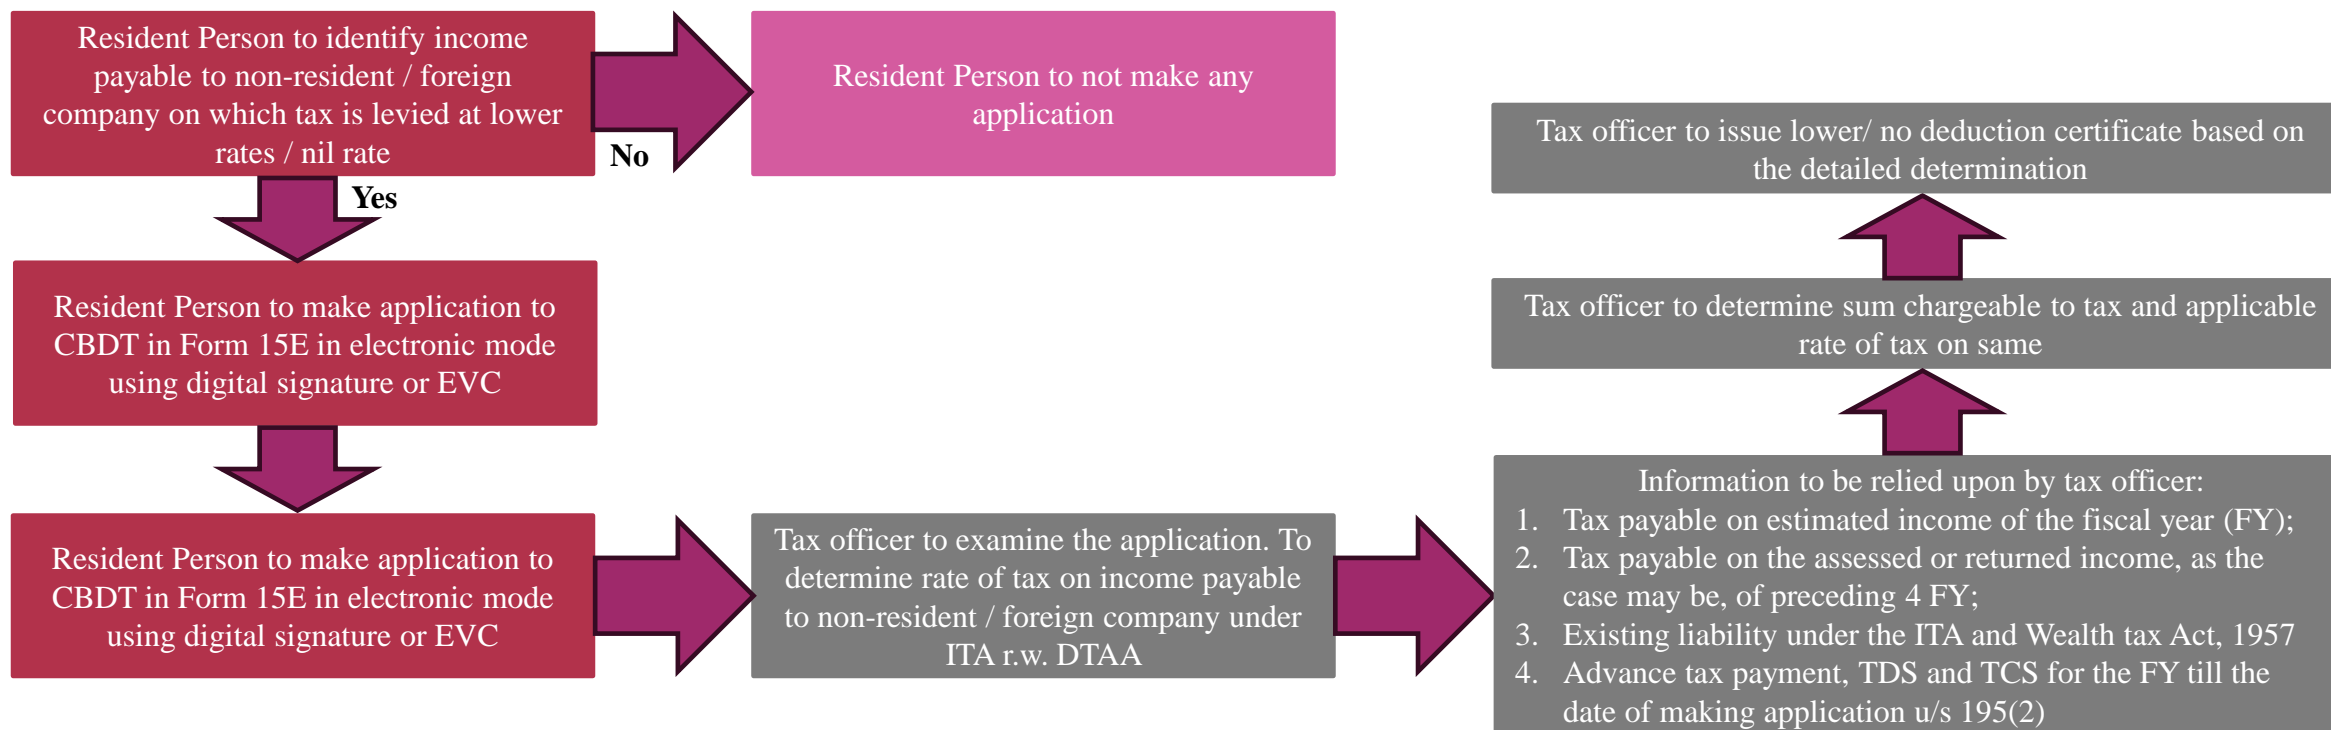 Resident Person to identify income
payable to non-resident / foreign
company on which tax is levied at lower
rates / nil rate
No
Resident Person to not make any
application
Yes
Resident Person to make application to
CBDT in Form 15E in electronic mode
using digital signature or EVC
Resident Person to make application to
CBDT in Form 15E in electronic mode
using digital signature or EVC
Tax officer to examine the application. To
determine rate of tax on income payable
to non-resident / foreign company under
ITA r.w. DTAA
Information to be relied upon by tax officer:
1. Tax payable on estimated income of the fiscal year (FY);
2. Tax payable on the assessed or returned income, as the
case may be, of preceding 4 FY;
3. Existing liability under the ITA and Wealth tax Act, 1957
4. Advance tax payment, TDS and TCS for the FY till the
date of making application u/s 195(2)
Tax officer to determine sum chargeable to tax and applicable
rate of tax on same
Tax officer to issue lower/ no deduction certificate based on
the detailed determination